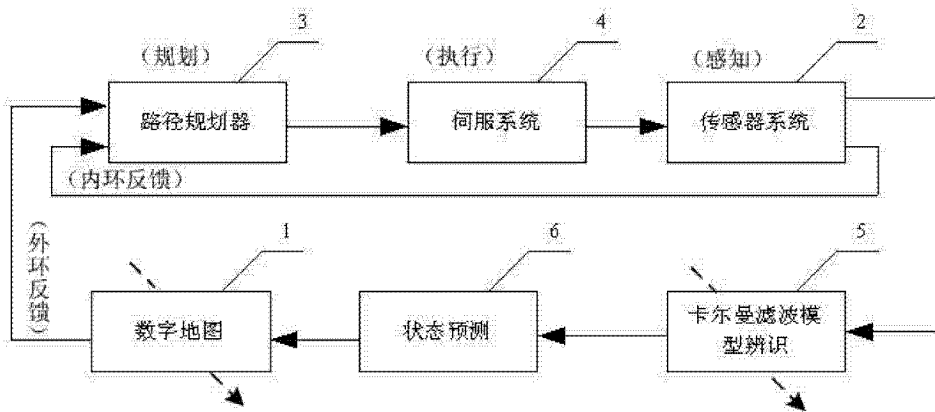 3
4
2
（规划）
（执行）
（感知）
路径规划器
伺服系统
传感器系统
（内环反馈）
（外环反馈）
1
6
5
数字地图
状态预测
卡尔曼滤波模
型辨识